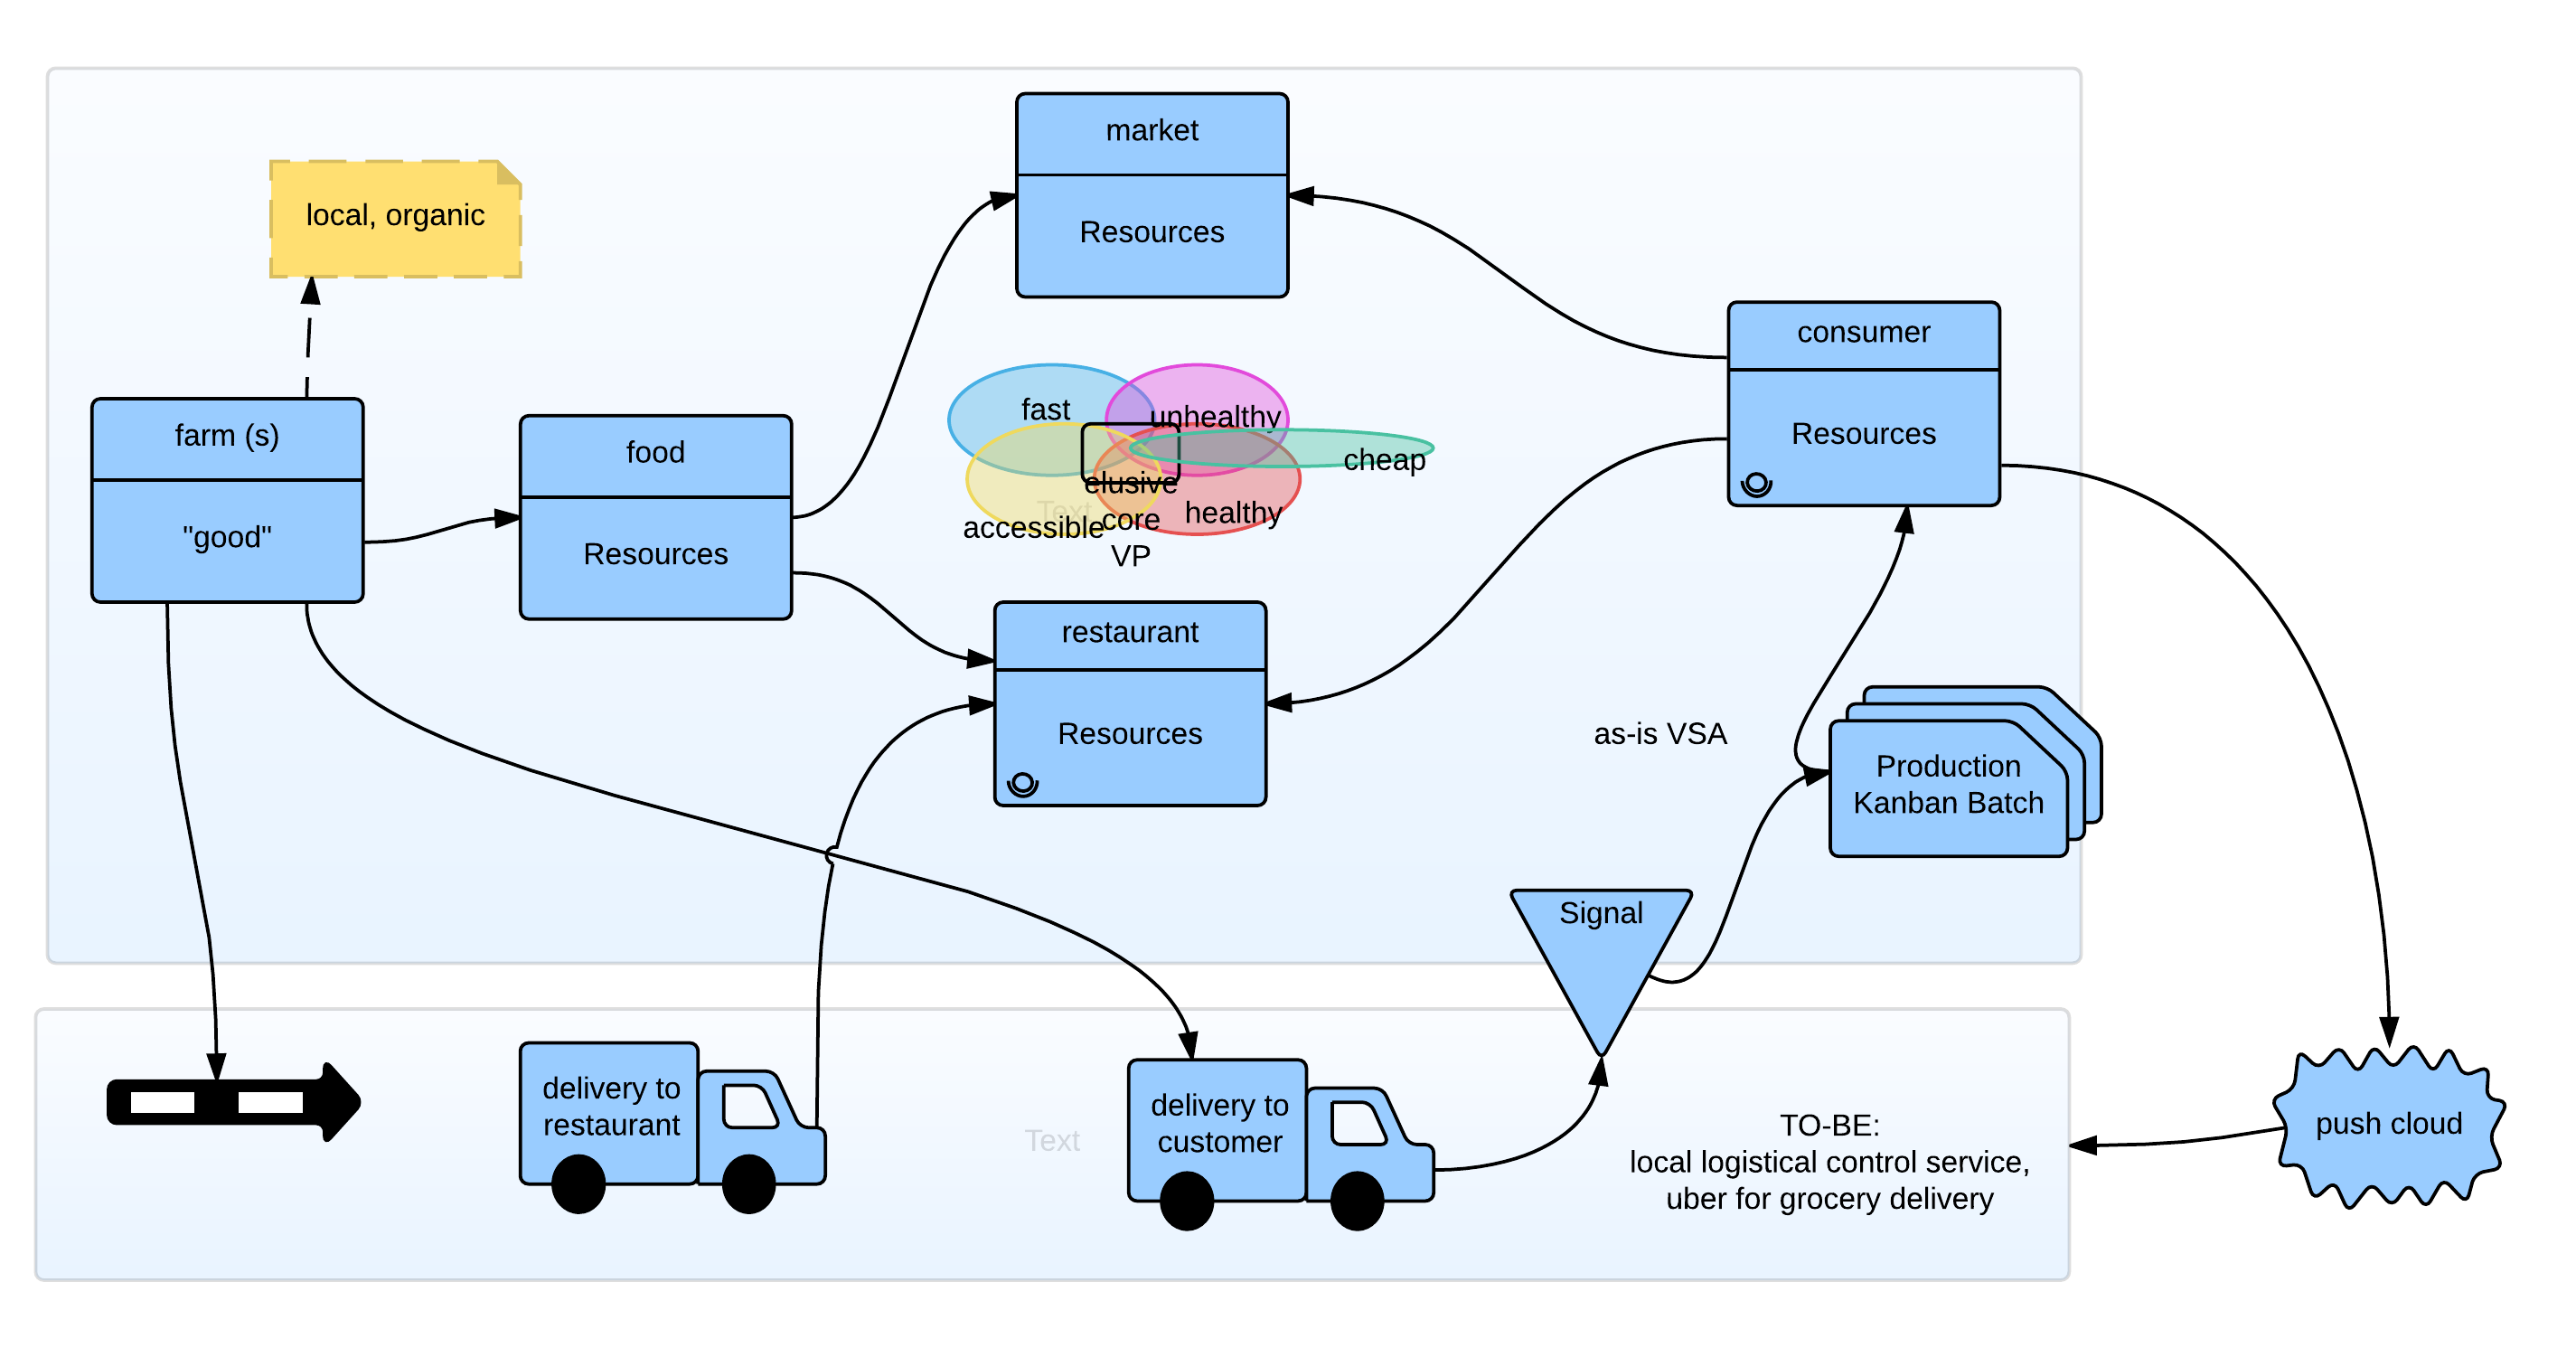 market
Resources
local, organic
consumer
Resources
farm (s)
"good"
food
Resources
fast
unhealthy
cheap
elusive
core
VP
Text
accessible
healthy
restaurant
Resources
as-is VSA
Production
Kanban Batch
Signal
delivery to
restaurant
Text
delivery to
customer
TO-BE:
local logistical control service,
uber for grocery delivery
push cloud